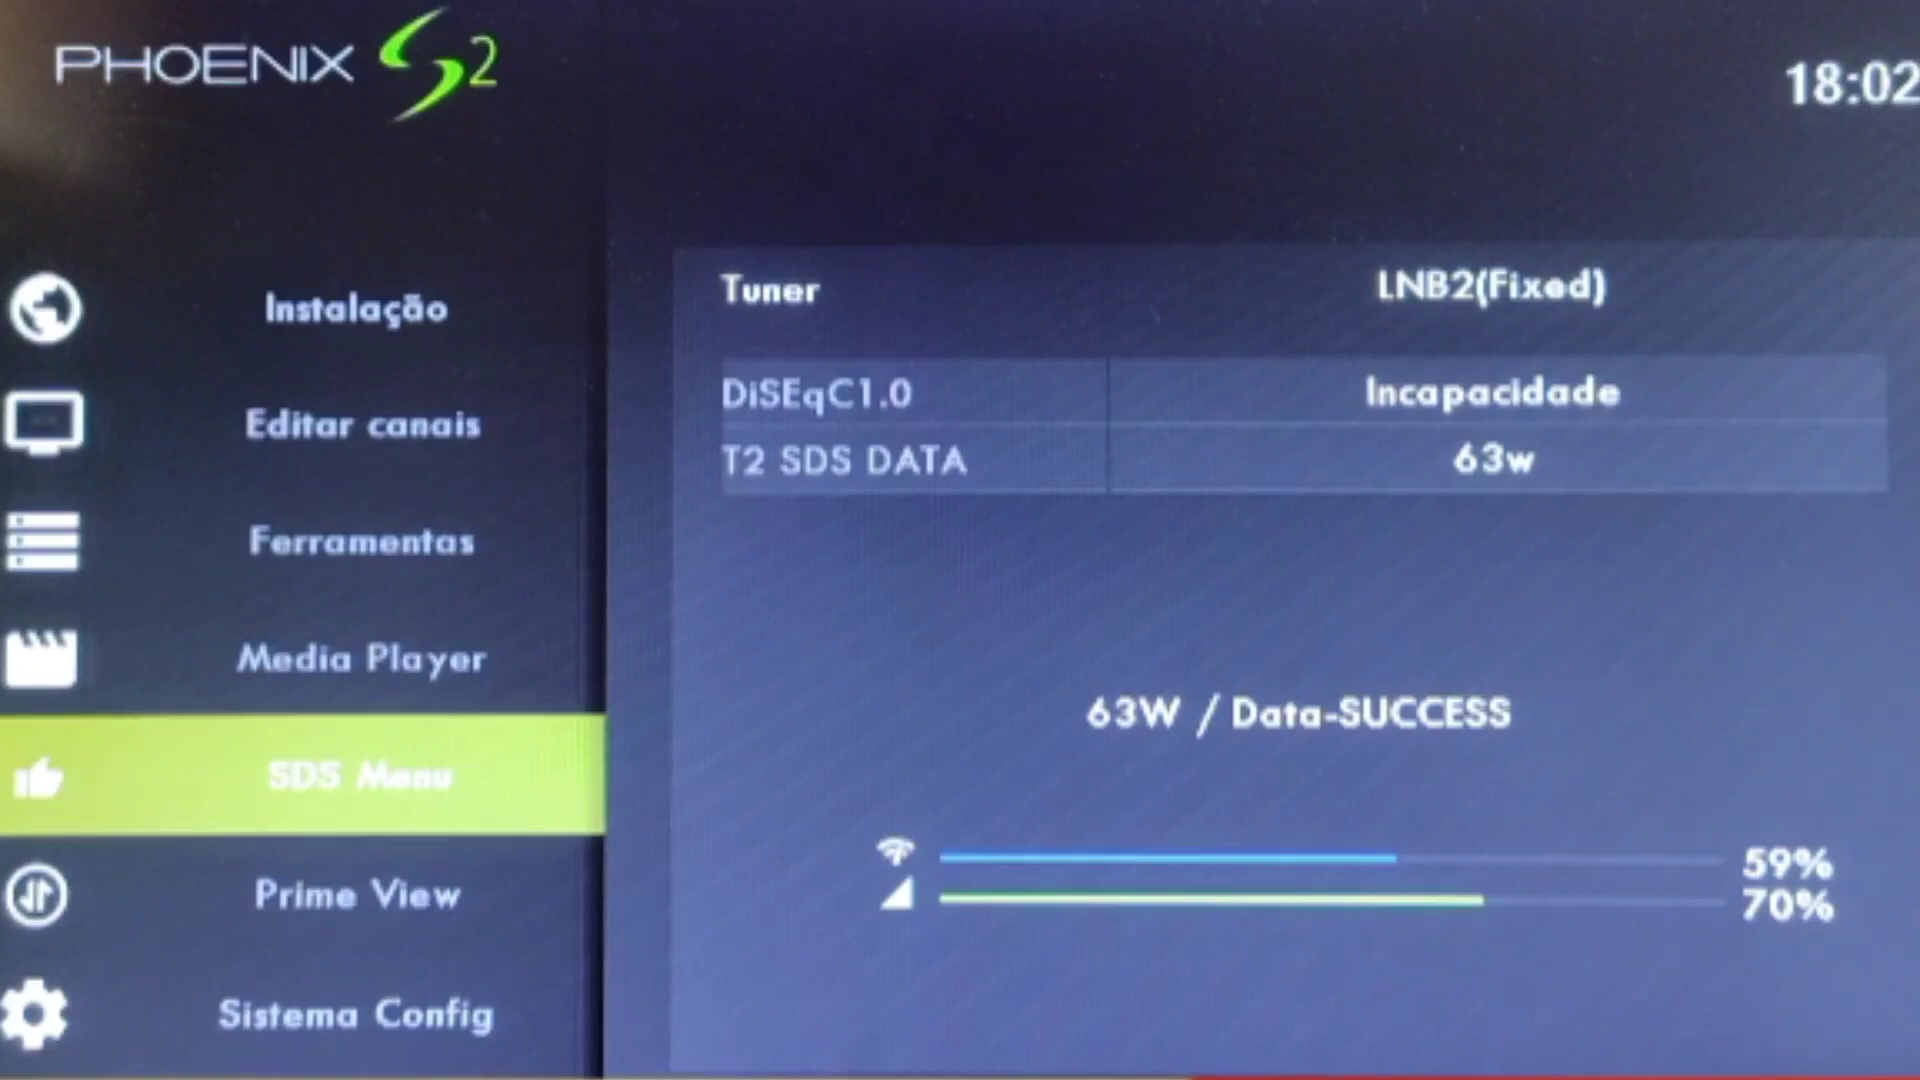 PHOENIX S2
18:02
Instalação
Editar canais
Ferramentas
Media Player
SDS Menu
Prime View
Sistema Config
Tuner LNB2(Fixed)
DiSEqC1.0 Incapacidade
T2 SDS DATA 63w
63W / Data-SUCCESS
59%
70%